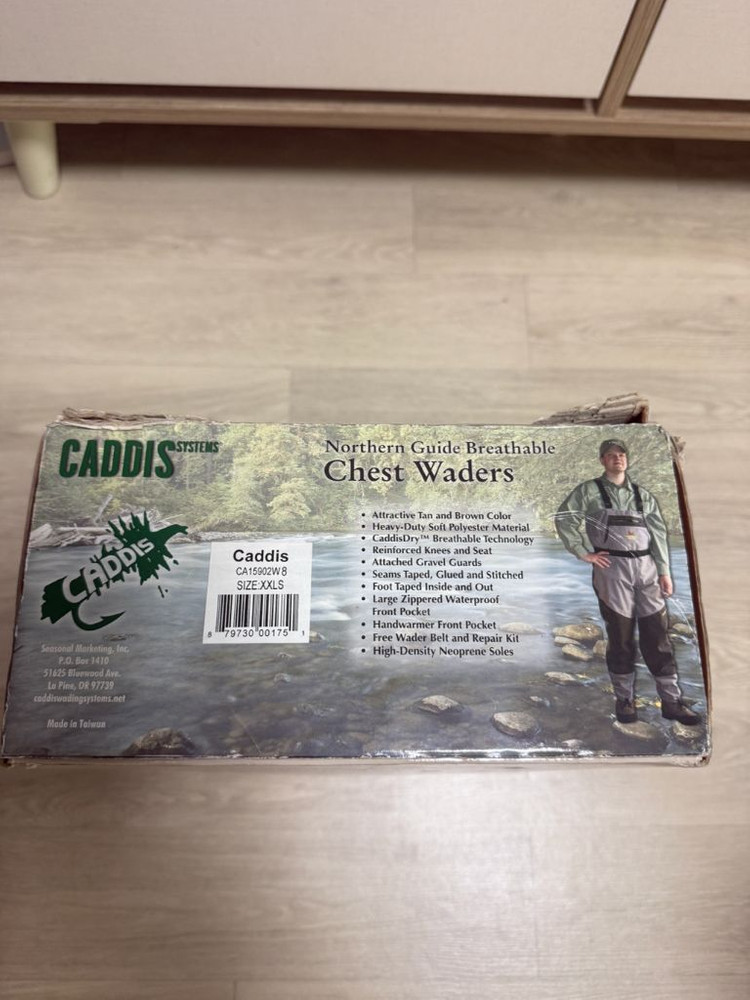 CADDIS SYSTEMS
Northern Guide Breathable
Chest Waders
• Attractive Tan and Brown Color
• Heavy-Duty Soft Polyester Material
• CaddisDry™ Breathable Technology
• Reinforced Knees and Seat
• Attached Gravel Guards
• Seams Taped, Glued and Stitched
• Foot Taped Inside and Out
• Large Zippered Waterproof
Front Pocket
• Handwarmer Front Pocket
• Free Wader Belt and Repair Kit
• High-Density Neoprene Soles
CADDIS
Caddis
CA15902W8
SIZE:XXLS
8 79730 00175 1
Seasonal Marketing, Inc.
P.O. Box 1410
51625 Bluewood Ave.
La Pine, OR 97739
caddiswadingsystems.net
Made in Taiwan